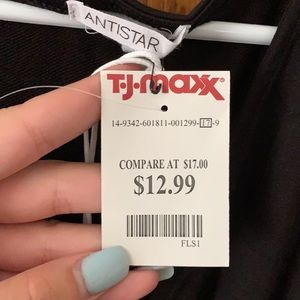 ANTISTAR
T·J·maxx®
14-9342-601811-001299-17-9
COMPARE AT $17.00
$12.99
FLS1